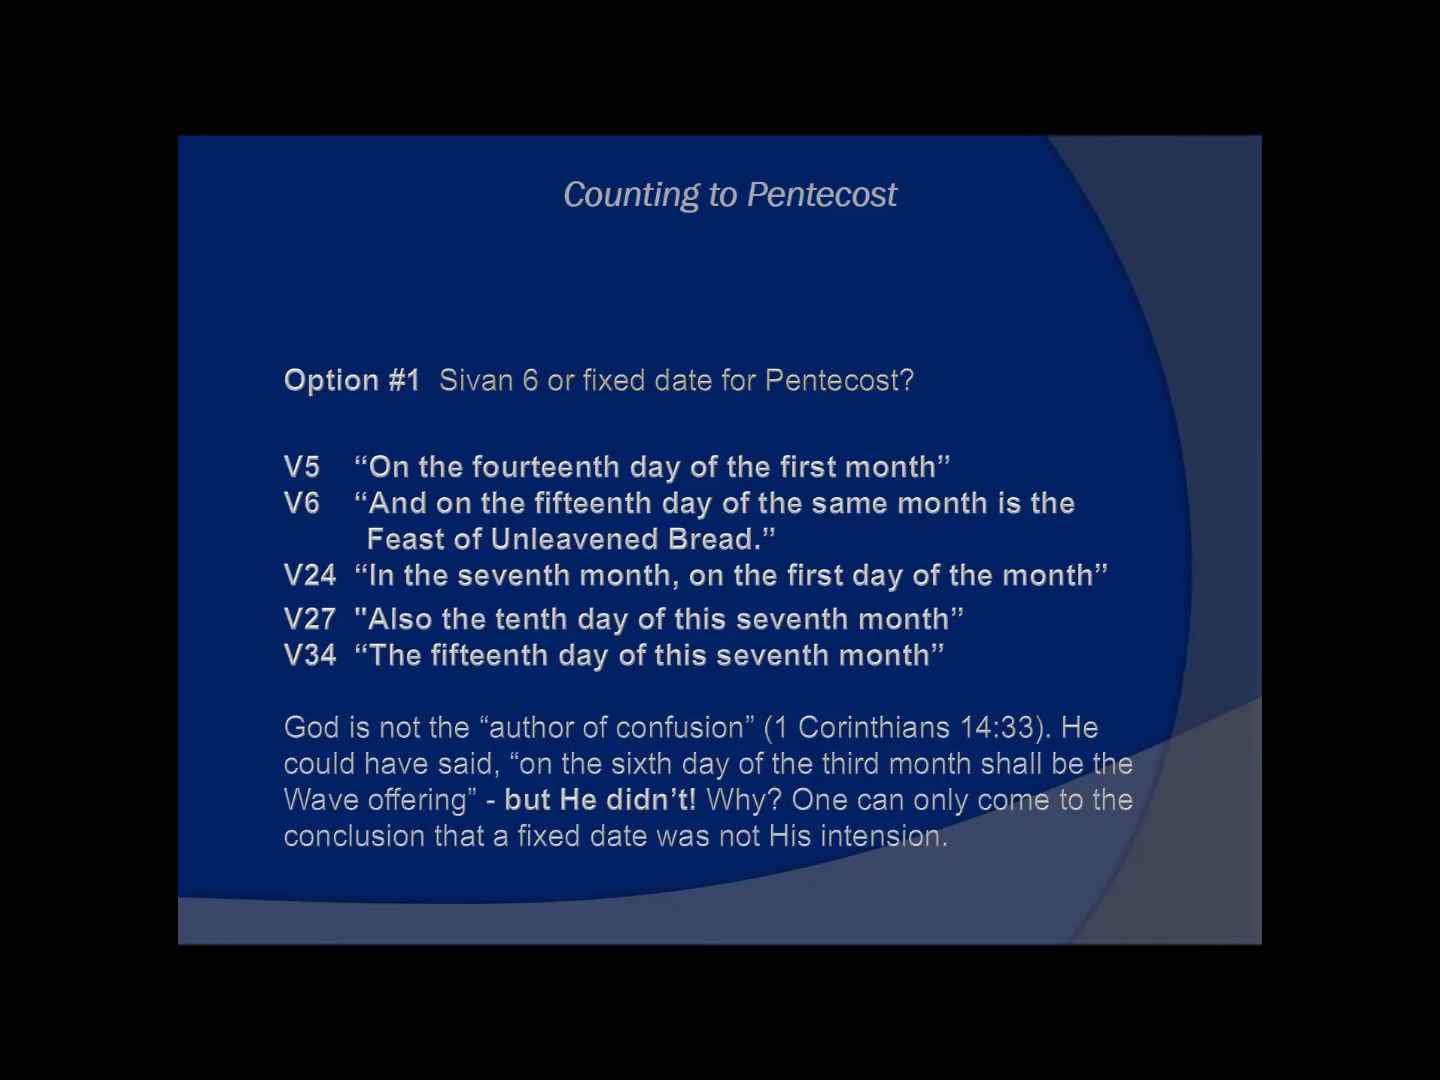 Counting to Pentecost
Option #1 Sivan 6 or fixed date for Pentecost?
V5 “On the fourteenth day of the first month”
V6 “And on the fifteenth day of the same month is the
Feast of Unleavened Bread.”
V24 “In the seventh month, on the first day of the month”
V27 "Also the tenth day of this seventh month”
V34 “The fifteenth day of this seventh month”
God is not the “author of confusion” (1 Corinthians 14:33). He
could have said, “on the sixth day of the third month shall be the
Wave offering” - but He didn’t! Why? One can only come to the
conclusion that a fixed date was not His intension.